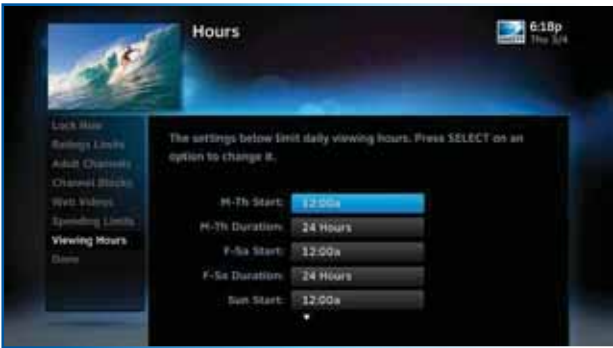 Hours
6:18p
Thu 3/4
Lock Now
Ratings Limits
Adult Channels
Channel Blocks
Web Videos
Spending Limits
Viewing Hours
Done
The settings below limit daily viewing hours. Press SELECT on an
option to change it.
M-Th Start: 12:00a
M-Th Duration: 24 Hours
F-Sa Start: 12:00a
F-Sa Duration: 24 Hours
Sun Start: 12:00a